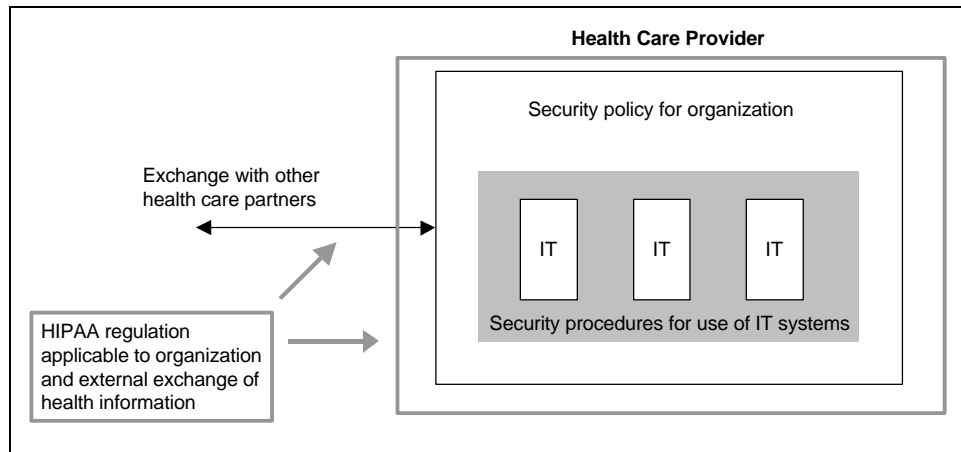 Health Care Provider
Security policy for organization
Exchange with other
health care partners
IT
IT
IT
Security procedures for use of IT systems
HIPAA regulation
applicable to organization
and external exchange of
health information